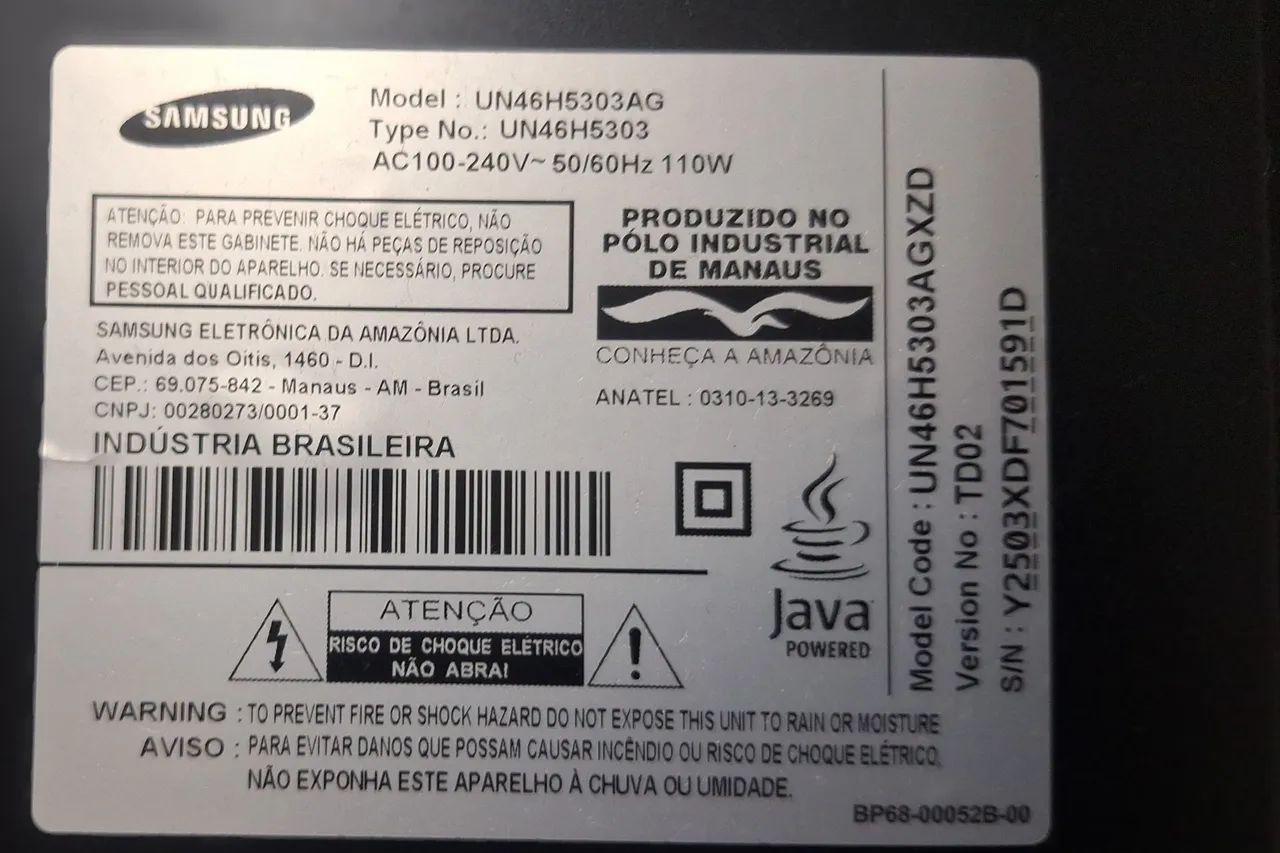 SAMSUNG
Model : UN46H5303AG
Type No.: UN46H5303
AC100-240V~ 50/60Hz 110W
ATENÇÃO: PARA PREVENIR CHOQUE ELÉTRICO, NÃO
REMOVA ESTE GABINETE. NÃO HÁ PEÇAS DE REPOSIÇÃO
NO INTERIOR DO APARELHO. SE NECESSÁRIO, PROCURE
PESSOAL QUALIFICADO.
SAMSUNG ELETRÔNICA DA AMAZÔNIA LTDA.
Avenida dos Oitis, 1460 - D.I.
CEP.: 69.075-842 - Manaus - AM - Brasil
CNPJ: 00280273/0001-37
INDÚSTRIA BRASILEIRA
PRODUZIDO NO
PÓLO INDUSTRIAL
DE MANAUS
CONHEÇA A AMAZÔNIA
ANATEL : 0310-13-3269
Java
POWERED
ATENÇÃO
RISCO DE CHOQUE ELÉTRICO
NÃO ABRA!
WARNING : TO PREVENT FIRE OR SHOCK HAZARD DO NOT EXPOSE THIS UNIT TO RAIN OR MOISTURE
AVISO : PARA EVITAR DANOS QUE POSSAM CAUSAR INCÊNDIO OU RISCO DE CHOQUE ELÉTRICO,
NÃO EXPONHA ESTE APARELHO À CHUVA OU UMIDADE.
BP68-00052B-00
Model Code : UN46H5303AGXZD
Version No : TD02
S/N : Y2503XDF701591D